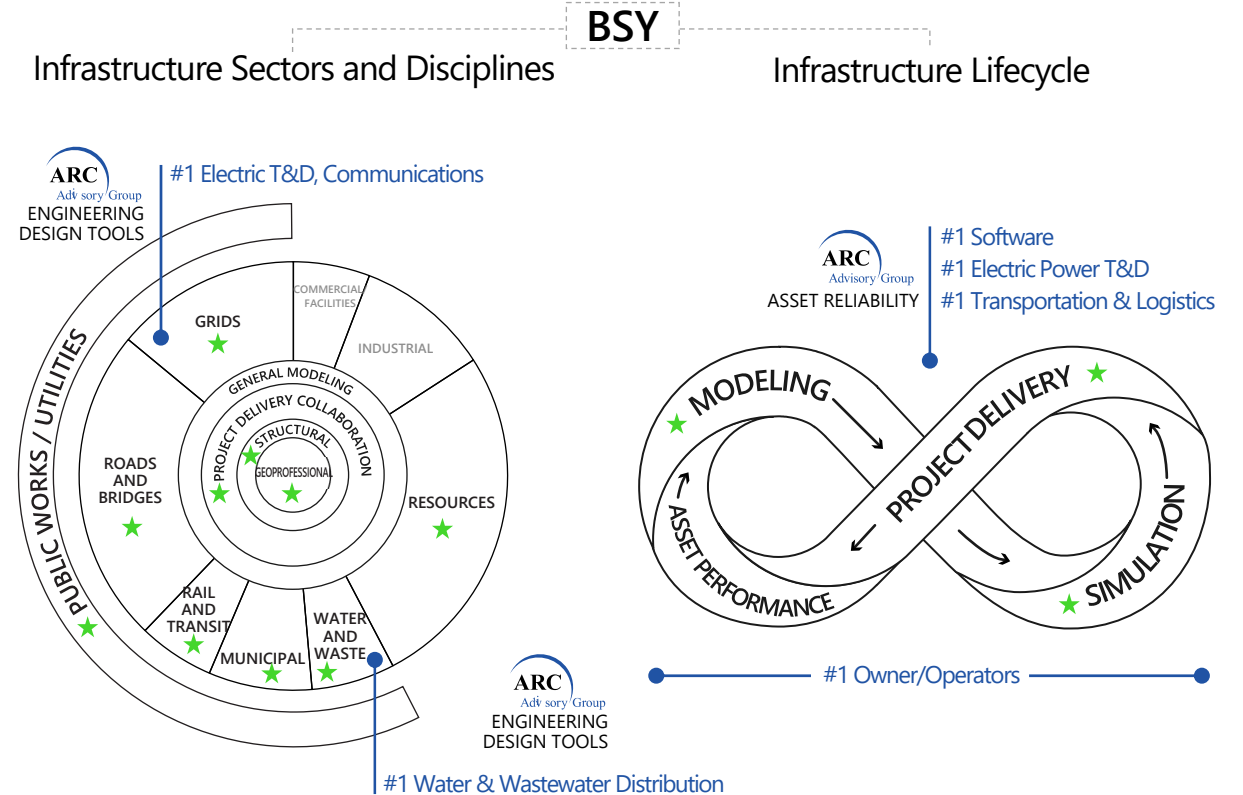 BSY
Infrastructure Sectors and Disciplines
Infrastructure Lifecycle
ARC
Advisory Group
ENGINEERING
DESIGN TOOLS
#1 Electric T&D, Communications
PUBLIC WORKS / UTILITIES
GRIDS
COMMERCIAL
FACILITIES
INDUSTRIAL
ROADS
AND
BRIDGES
RESOURCES
RAIL
AND
TRANSIT
MUNICIPAL
WATER
AND
WASTE
GENERAL MODELING
PROJECT DELIVERY COLLABORATION
STRUCTURAL
GEOPROFESSIONAL
ARC
Advisory Group
ENGINEERING
DESIGN TOOLS
#1 Water & Wastewater Distribution
ARC
Advisory Group
ASSET RELIABILITY
#1 Software
#1 Electric Power T&D
#1 Transportation & Logistics
MODELING
PROJECT DELIVERY
ASSET PERFORMANCE
SIMULATION
#1 Owner/Operators